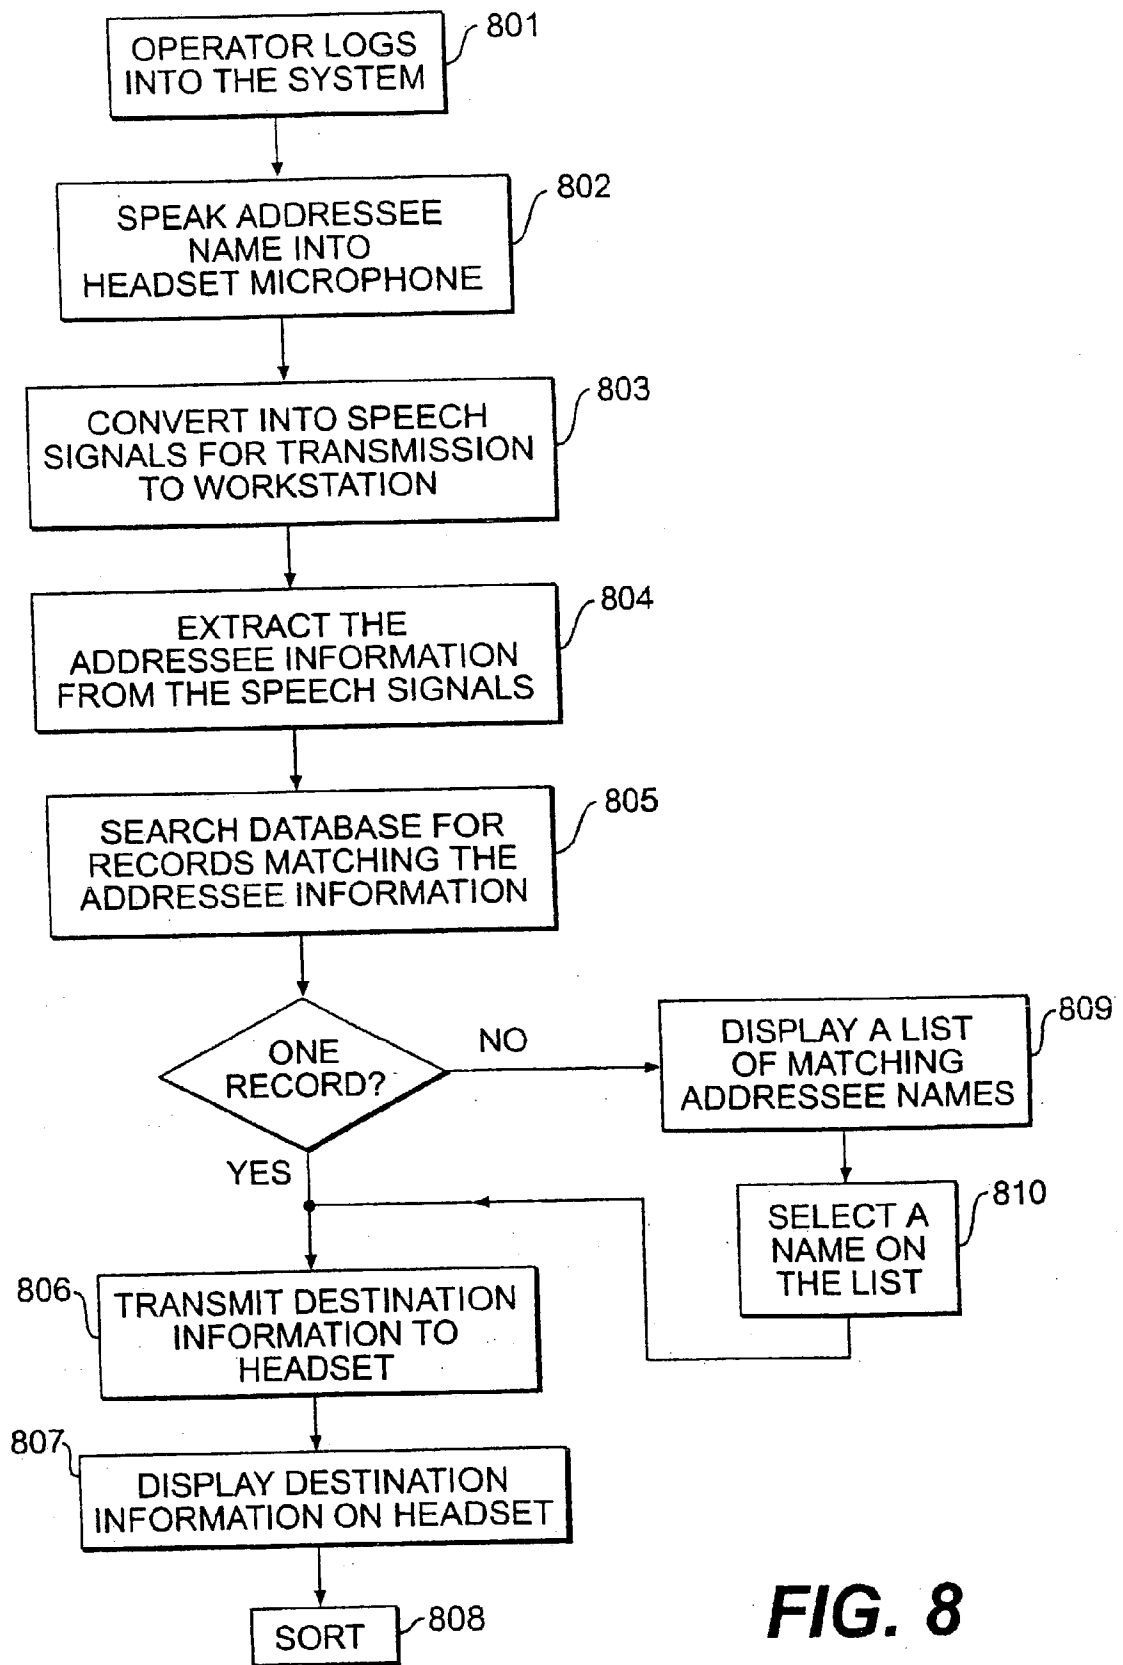 OPERATOR LOGS
INTO THE SYSTEM
801
SPEAK ADDRESSEE
NAME INTO
HEADSET MICROPHONE
802
CONVERT INTO SPEECH
SIGNALS FOR TRANSMISSION
TO WORKSTATION
803
EXTRACT THE
ADDRESSEE INFORMATION
FROM THE SPEECH SIGNALS
804
SEARCH DATABASE FOR
RECORDS MATCHING THE
ADDRESSEE INFORMATION
805
ONE
RECORD?
NO
DISPLAY A LIST
OF MATCHING
ADDRESSEE NAMES
809
YES
SELECT A
NAME ON
THE LIST
810
806
TRANSMIT DESTINATION
INFORMATION TO
HEADSET
807
DISPLAY DESTINATION
INFORMATION ON HEADSET
SORT
808
FIG. 8